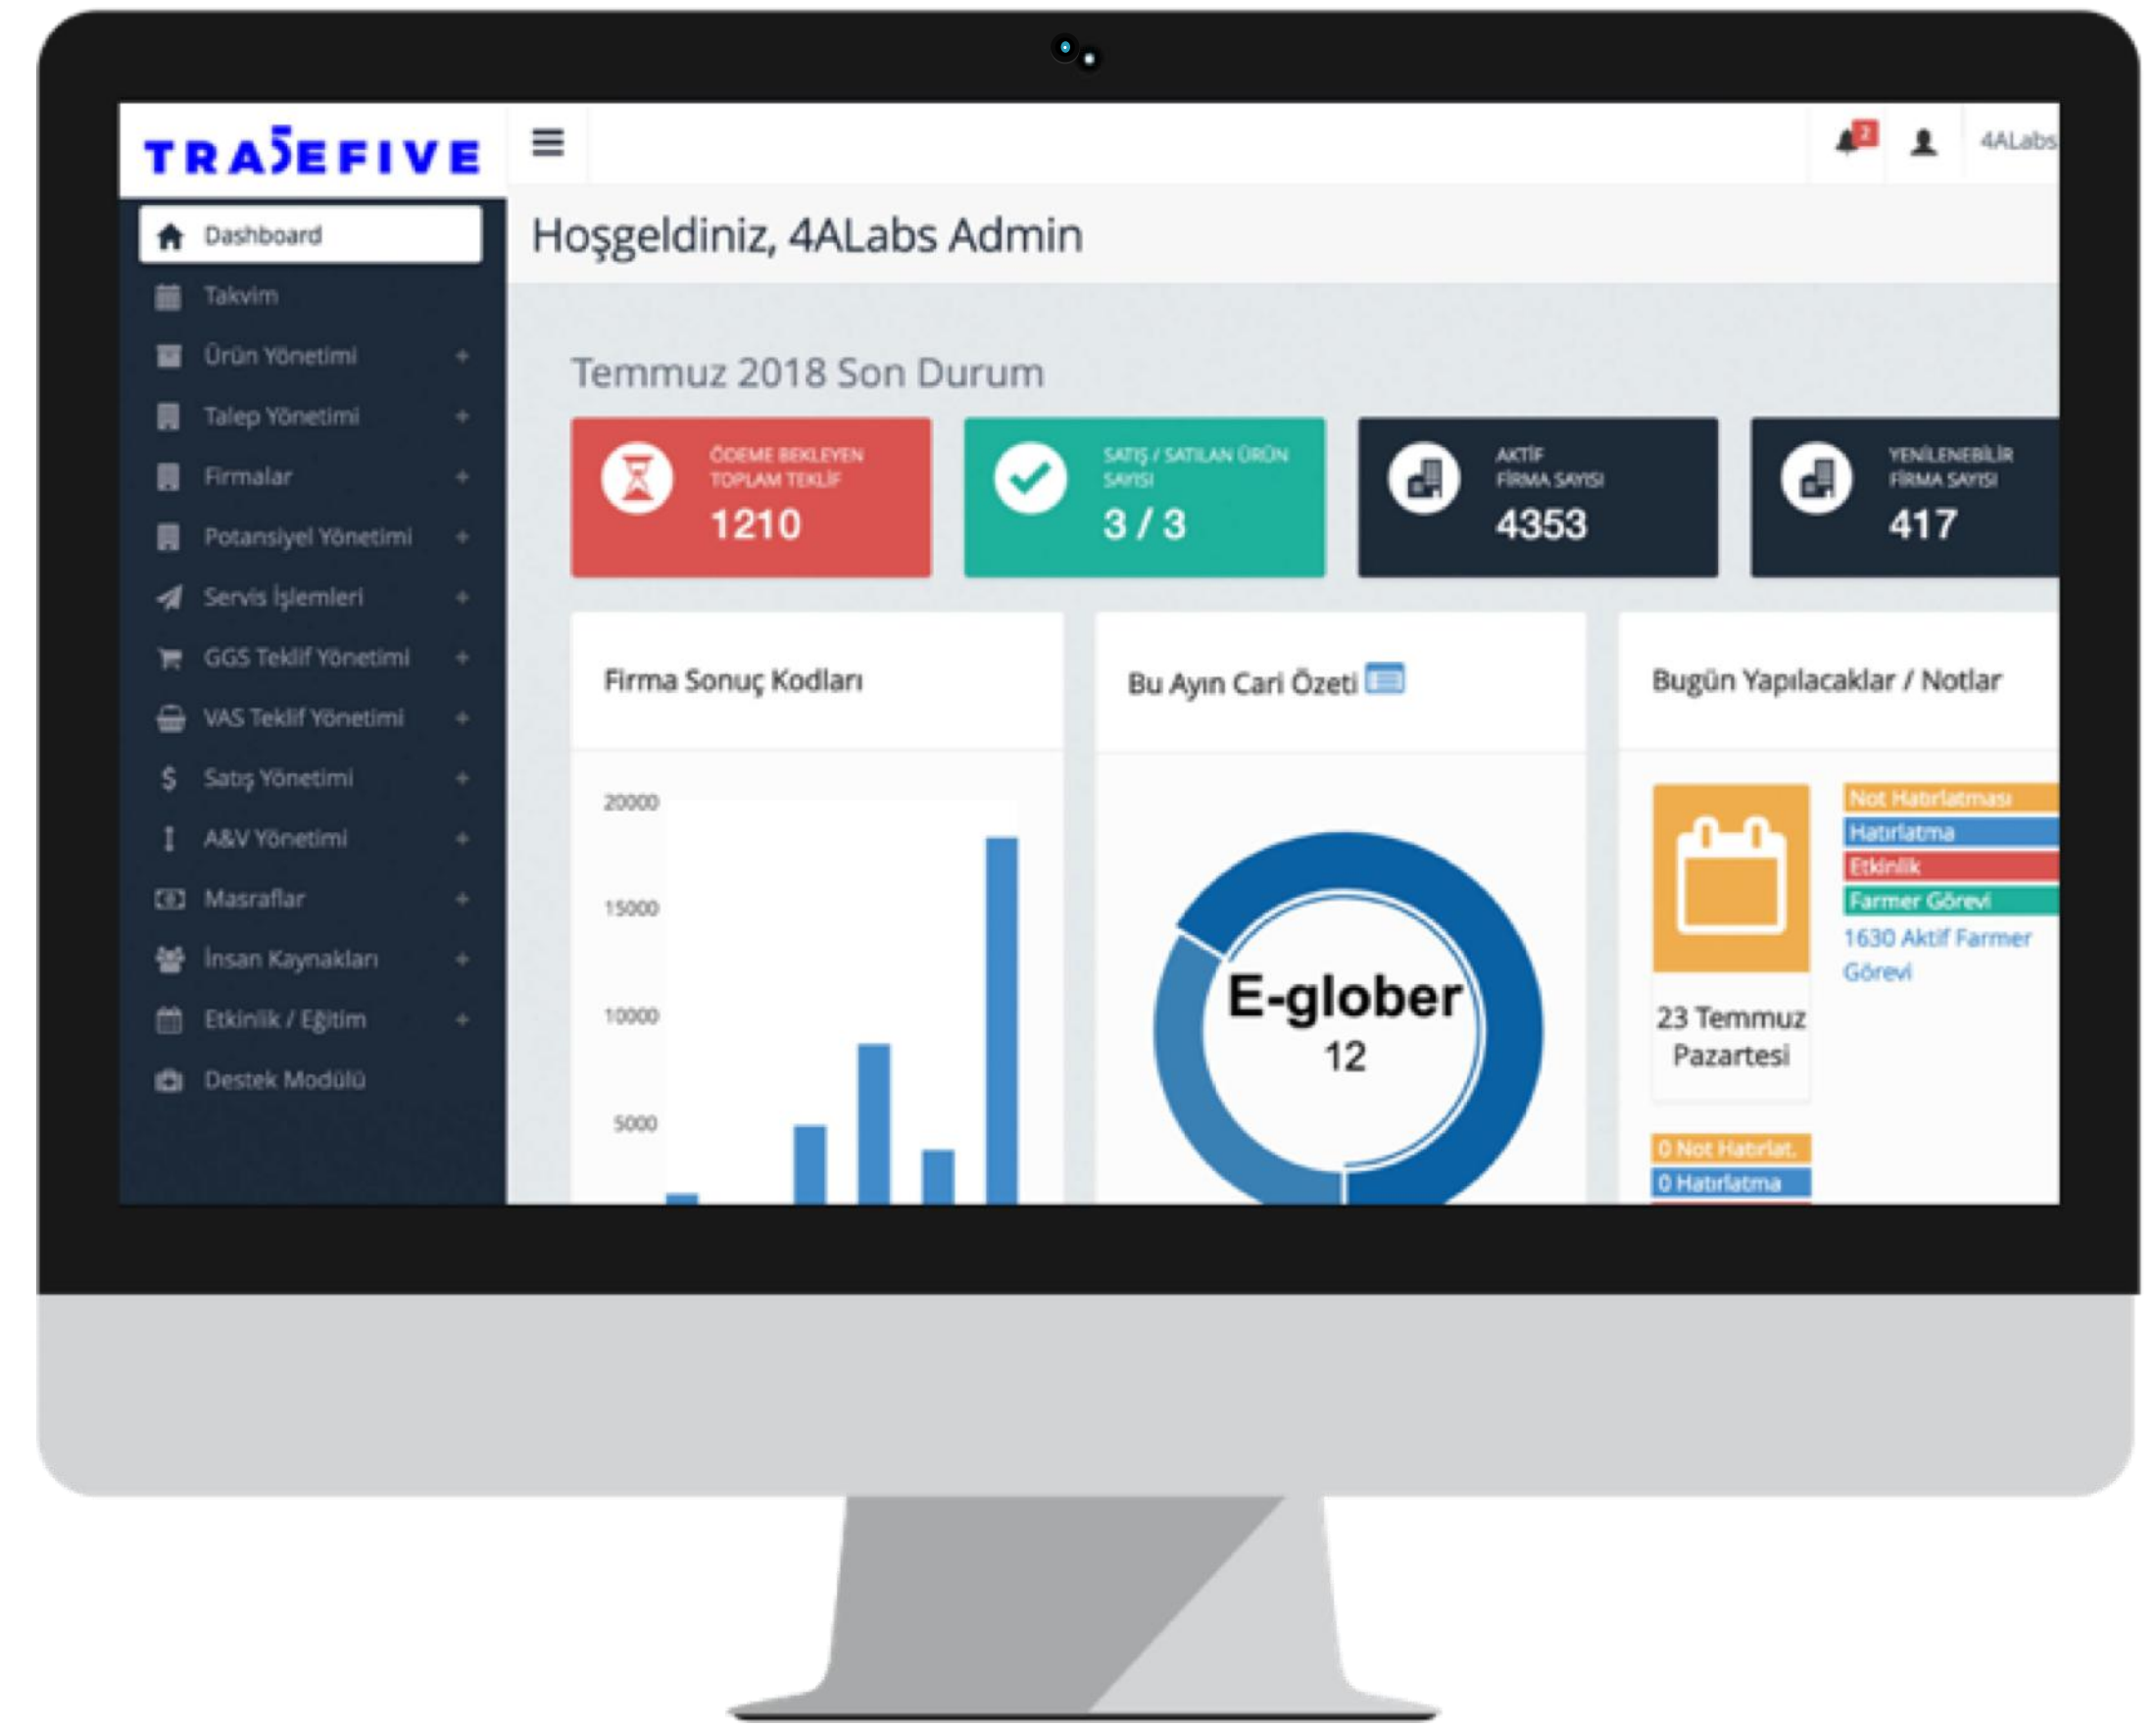 TRADEFIVE
2
4ALabs
Dashboard
Takvim
Ürün Yönetimi +
Talep Yönetimi +
Firmalar +
Potansiyel Yönetimi +
Servis İşlemleri +
GGS Teklif Yönetimi +
VAS Teklif Yönetimi +
Satış Yönetimi +
A&V Yönetimi +
Masraflar +
İnsan Kaynakları +
Etkinlik / Eğitim +
Destek Modülü
Hoşgeldiniz, 4ALabs Admin
Temmuz 2018 Son Durum
ÖDEME BEKLEYEN
TOPLAM TEKLİF
1210
SATIŞ / SATILAN ÜRÜN
SAYISI
3 / 3
AKTİF
FİRMA SAYISI
4353
YENİLENEBİLİR
FİRMA SAYISI
417
Firma Sonuç Kodları
20000
15000
10000
5000
Bu Ayın Cari Özeti
E-glober
12
Bugün Yapılacaklar / Notlar
23 Temmuz
Pazartesi
Not Hatırlatması
Hatırlatma
Etkinlik
Farmer Görevi
1630 Aktif Farmer
Görevi
0 Not Hatırlat.
0 Hatırlatma